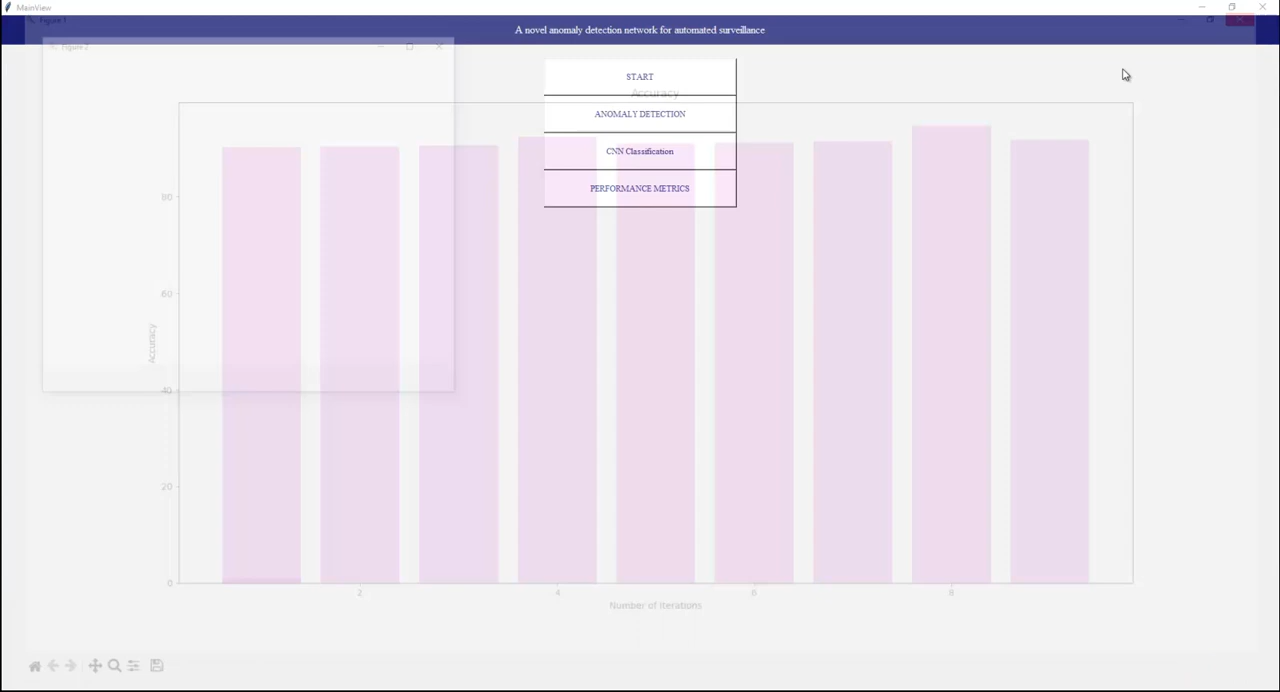 MainView
Figure 1
A novel anomaly detection network for automated surveillance
Figure 2
START
Accuracy
ANOMALY DETECTION
CNN Classification
PERFORMANCE METRICS
80
60
40
20
0
Accuracy
2
4
6
8
Number of Iterations